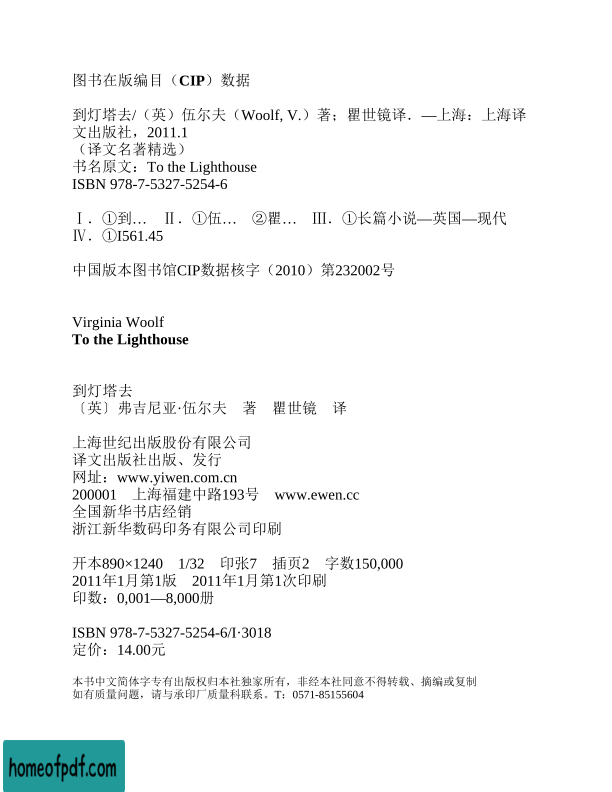 图书在版编目（CIP）数据
到灯塔去/（英）伍尔夫（Woolf, V.）著；瞿世镜译．—上海：上海译
文出版社，2011.1
（译文名著精选）
书名原文：To the Lighthouse
ISBN 978-7-5327-5254-6
Ⅰ．①到…　Ⅱ．①伍…　②瞿…　Ⅲ．①长篇小说—英国—现代
Ⅳ．①I561.45
中国版本图书馆CIP数据核字（2010）第232002号
Virginia Woolf
To the Lighthouse
到灯塔去
〔英〕弗吉尼亚·伍尔夫　著　瞿世镜　译
上海世纪出版股份有限公司
译文出版社出版、发行
网址：www.yiwen.com.cn
200001　上海福建中路193号　www.ewen.cc
全国新华书店经销
浙江新华数码印务有限公司印刷
开本890×1240　1/32　印张7　插页2　字数150,000
2011年1月第1版　2011年1月第1次印刷
印数：0,001—8,000册
ISBN 978-7-5327-5254-6/I·3018
定价：14.00元
本书中文简体字专有出版权归本社独家所有，非经本社同意不得转载、摘编或复制
如有质量问题，请与承印厂质量科联系。T：0571-85155604
homeofpdf.com